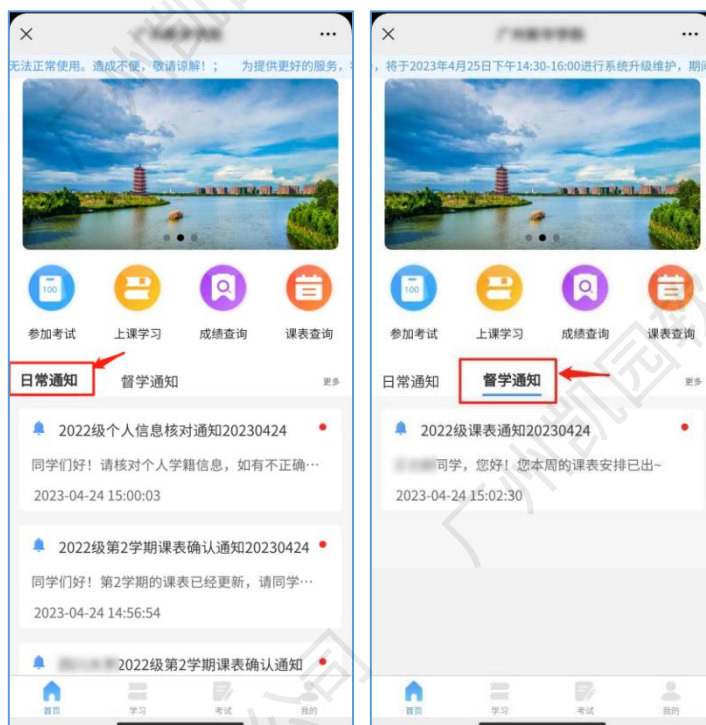 无法正常使用。造成不便，敬请谅解！； 为提供更好的服务，
100
参加考试
上课学习
成绩查询
课表查询
日常通知
督学通知
更多
2022级个人信息核对通知20230424
同学们好！请核对个人学籍信息，如有不正确…
2023-04-24 15:00:03
2022级第2学期课表确认通知20230424
同学们好！第2学期的课表已经更新，请同学…
2023-04-24 14:56:54
2022级第2学期课表确认通知
首页
学习
考试
我的
，将于2023年4月25日下午14:30-16:00进行系统升级维护，期间
100
参加考试
上课学习
成绩查询
课表查询
日常通知
督学通知
更多
2022级课表通知20230424
同学，您好！您本周的课表安排已出~
2023-04-24 15:02:30
首页
学习
考试
我的
广州凯园软
公司